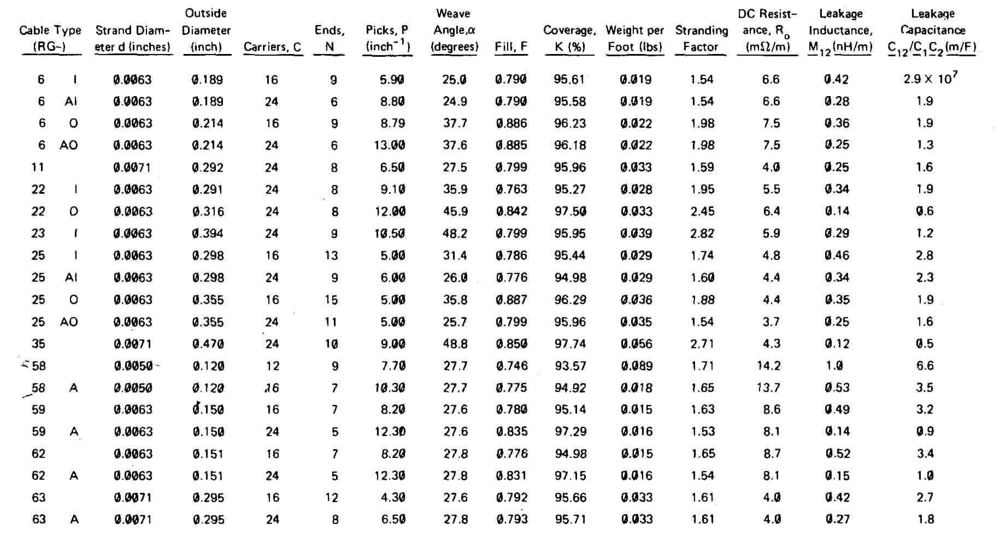 Outside Weave DC Resist- Leakage Leakage
Cable Type Strand Diam- Diameter Ends, Picks, P Angle,α Coverage, Weight per Stranding ance, R₀ Inductance, Capacitance
(RG-) eter d (inches) (inch) Carriers, C N (inch⁻¹) (degrees) Fill, F K (%) Foot (lbs) Factor (mΩ/m) M₁₂(nH/m) C₁₂/C₁C₂(m/F)
6 I 0.0063 0.189 16 9 5.90 25.0 0.790 95.61 0.019 1.54 6.6 0.42 2.9 X 10⁷
6 AI 0.0063 0.189 24 6 8.80 24.9 0.790 95.58 0.019 1.54 6.6 0.28 1.9
6 O 0.0063 0.214 16 9 8.79 37.7 0.886 96.23 0.022 1.98 7.5 0.36 1.9
6 AO 0.0063 0.214 24 6 13.00 37.6 0.885 96.18 0.022 1.98 7.5 0.25 1.3
11 0.0071 0.292 24 8 6.50 27.5 0.799 95.96 0.033 1.59 4.0 0.25 1.6
22 I 0.0063 0.291 24 8 9.10 35.9 0.763 95.27 0.028 1.95 5.5 0.34 1.9
22 O 0.0063 0.316 24 8 12.00 45.9 0.842 97.50 0.033 2.45 6.4 0.14 0.6
23 I 0.0063 0.394 24 9 10.50 48.2 0.799 95.95 0.039 2.82 5.9 0.29 1.2
25 I 0.0063 0.298 16 13 5.00 31.4 0.786 95.44 0.029 1.74 4.8 0.46 2.8
25 AI 0.0063 0.298 24 9 6.00 26.0 0.776 94.98 0.029 1.60 4.4 0.34 2.3
25 O 0.0063 0.355 16 15 5.00 35.8 0.887 96.29 0.036 1.88 4.4 0.35 1.9
25 AO 0.0063 0.355 24 11 5.00 25.7 0.799 95.96 0.035 1.54 3.7 0.25 1.6
35 0.0071 0.470 24 10 9.00 48.8 0.850 97.74 0.056 2.71 4.3 0.12 0.5
58 0.0050 0.120 12 9 7.70 27.7 0.746 93.57 0.089 1.71 14.2 1.0 6.6
58 A 0.0050 0.120 16 7 10.30 27.7 0.775 94.92 0.018 1.65 13.7 0.53 3.5
59 0.0063 0.150 16 7 8.20 27.6 0.780 95.14 0.015 1.63 8.6 0.49 3.2
59 A 0.0063 0.150 24 5 12.30 27.6 0.835 97.29 0.016 1.53 8.1 0.14 0.9
62 0.0063 0.151 16 7 8.20 27.8 0.776 94.98 0.015 1.65 8.7 0.52 3.4
62 A 0.0063 0.151 24 5 12.30 27.8 0.831 97.15 0.016 1.54 8.1 0.15 1.0
63 0.0071 0.295 16 12 4.30 27.6 0.792 95.66 0.033 1.61 4.0 0.42 2.7
63 A 0.0071 0.295 24 8 6.50 27.8 0.793 95.71 0.033 1.61 4.0 0.27 1.8